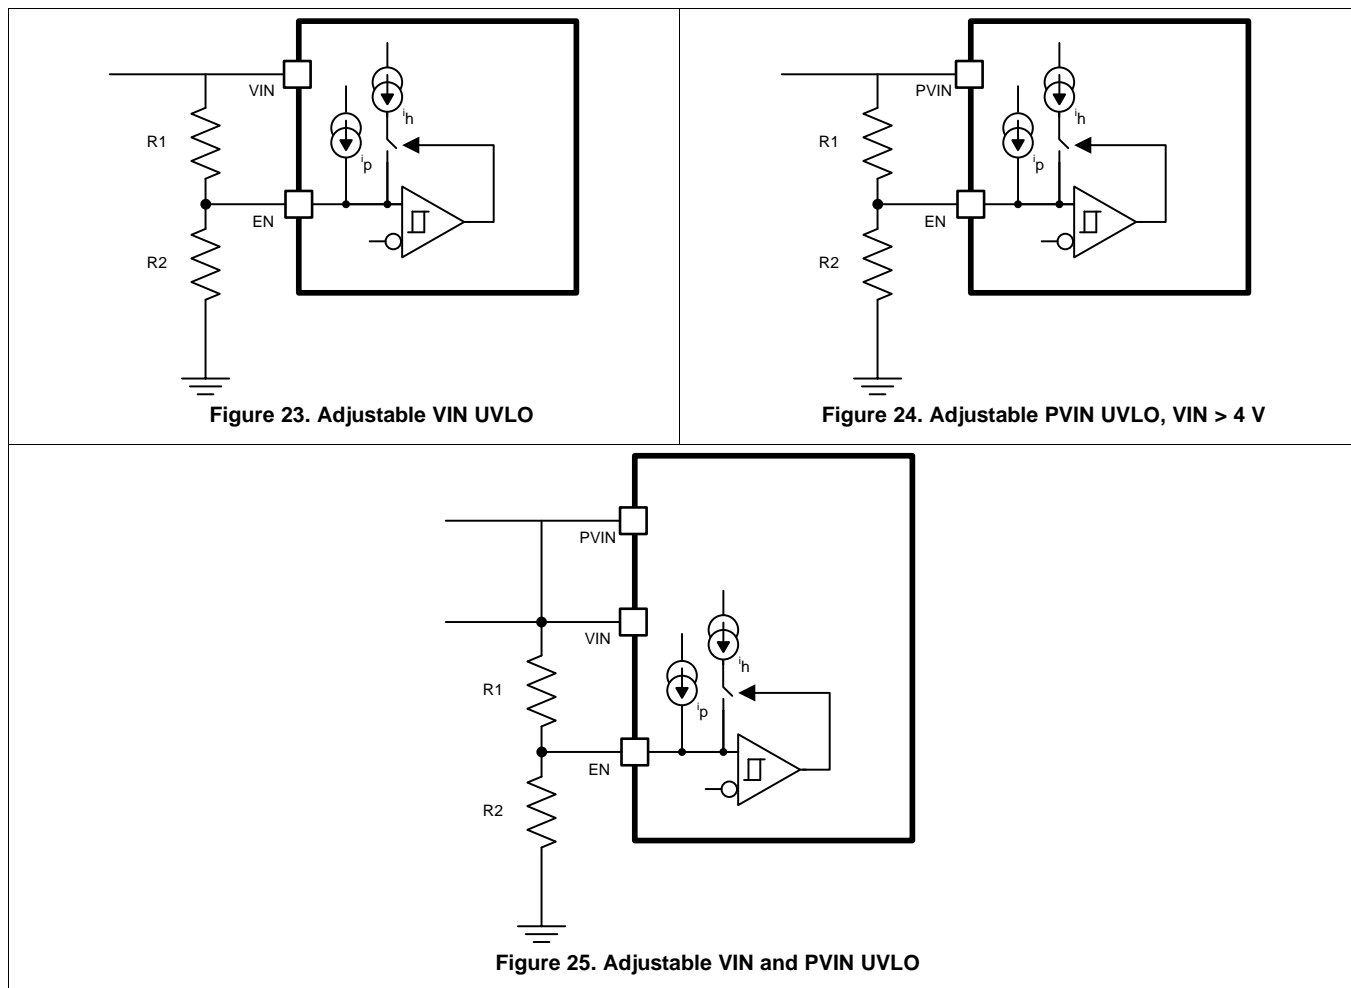 VIN
ih
R1
ip
EN
R2
Figure 23. Adjustable VIN UVLO
PVIN
ih
R1
ip
EN
R2
Figure 24. Adjustable PVIN UVLO, VIN > 4 V
PVIN
VIN
ih
R1
ip
EN
R2
Figure 25. Adjustable VIN and PVIN UVLO